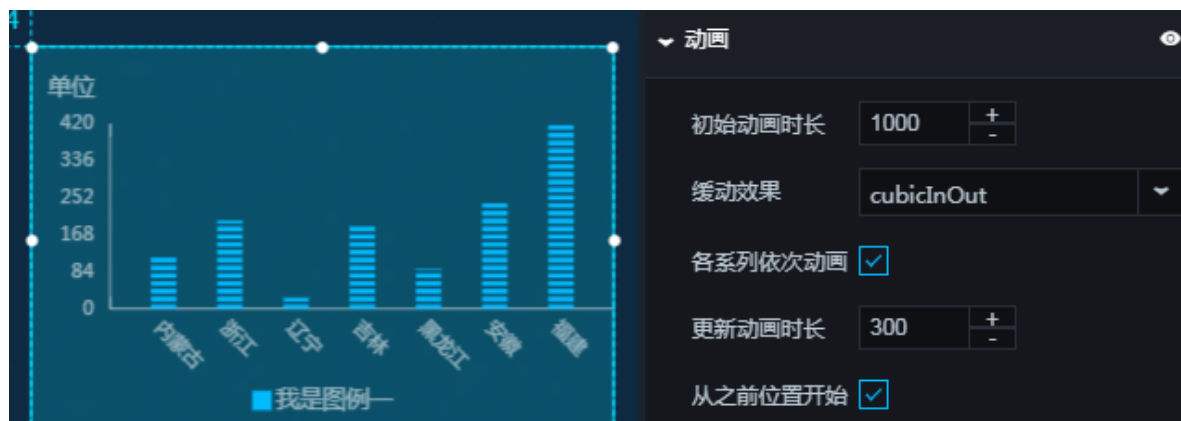 4
单位
420
336
252
168
84
0
内蒙古 浙江 辽宁 吉林 黑龙江 安徽 福建
我是图例一
动画
初始动画时长 1000 + -
缓动效果 cubicInOut
各系列依次动画
更新动画时长 300 + -
从之前位置开始